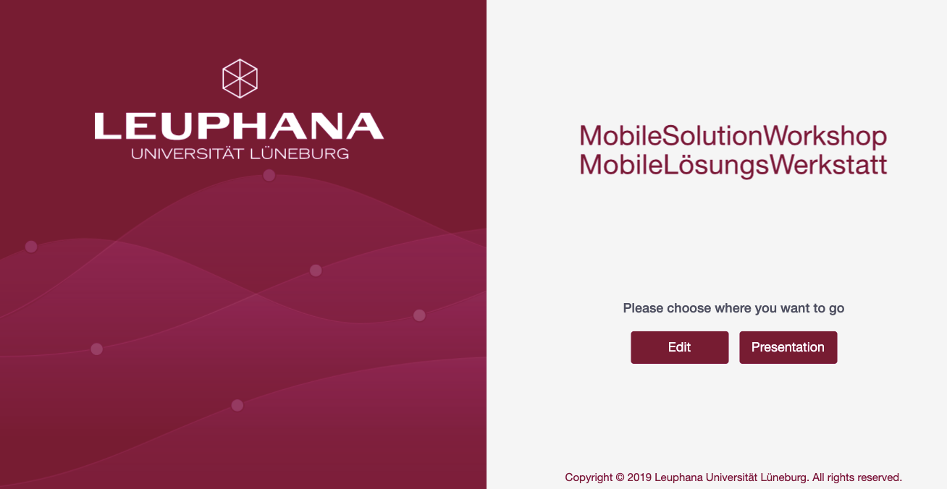 LEUPHANA
UNIVERSITÄT LÜNEBURG
MobileSolutionWorkshop
MobileLösungsWerkstatt
Please choose where you want to go
Edit
Presentation
Copyright © 2019 Leuphana Universität Lüneburg. All rights reserved.